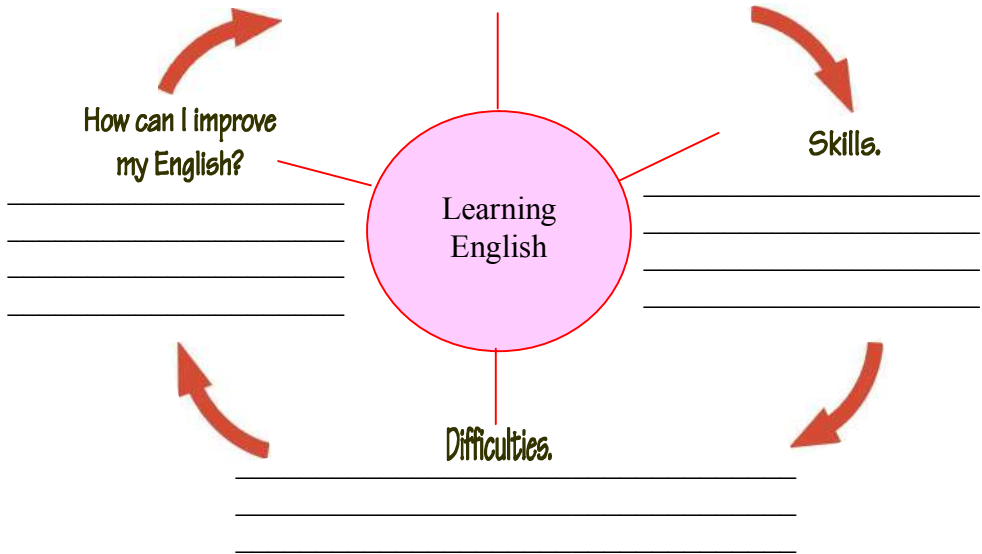 How can I improve
my English?
Skills.
Learning
English
Difficulties.